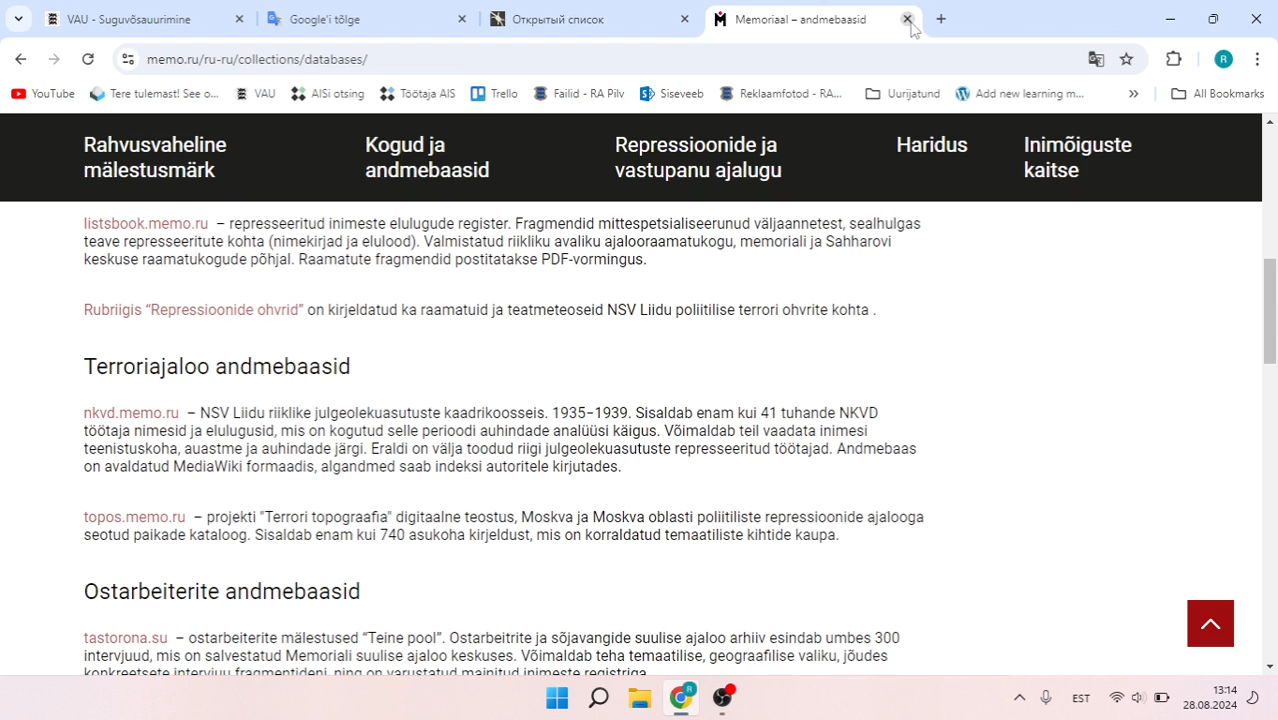 VAU - Suguvõsauurimine
Google'i tõlge
Открытый список
Memoriaal – andmebaasid
memo.ru/ru-ru/collections/databases/
R
YouTube
Tere tulemast! See o...
VAU
AISi otsing
Töötaja AIS
Trello
Failid - RA Pilv
Siseveeb
Reklaamfotod - RA...
Uurijatund
Add new learning m...
All Bookmarks
Rahvusvaheline mälestusmärk
Kogud ja andmebaasid
Repressioonide ja vastupanu ajalugu
Haridus
Inimõiguste kaitse
listsbook.memo.ru – represseeritud inimeste elulugude register. Fragmendid mittespetsialiseerunud väljaannetest, sealhulgas
teave represseeritute kohta (nimekirjad ja elulood). Valmistatud riikliku avaliku ajalooraamatukogu, memoriali ja Sahharovi
keskuse raamatukogude põhjal. Raamatute fragmendid postitatakse PDF-vormingus.
Rubriigis “Repressioonide ohvrid” on kirjeldatud ka raamatuid ja teatmeteoseid NSV Liidu poliitilise terrori ohvrite kohta .
Terroriajaloo andmebaasid
nkvd.memo.ru – NSV Liidu riiklike julgeolekuasutuste kaadrikoosseis. 1935−1939. Sisaldab enam kui 41 tuhande NKVD
töötaja nimesid ja elulugusid, mis on kogutud selle perioodi auhindade analüüsi käigus. Võimaldab teil vaadata inimesi
teenistuskoha, auastme ja auhindade järgi. Eraldi on välja toodud riigi julgeolekuasutuste represseeritud töötajad. Andmebaas
on avaldatud MediaWiki formaadis, algandmed saab indeksi autoritele kirjutades.
topos.memo.ru – projekti "Terrori topograafia" digitaalne teostus, Moskva ja Moskva oblasti poliitiliste repressioonide ajalooga
seotud paikade kataloog. Sisaldab enam kui 740 asukoha kirjeldust, mis on korraldatud temaatiliste kihtide kaupa.
Ostarbeiterite andmebaasid
tastorona.su – ostarbeiterite mälestused “Teine pool”. Ostarbeitrite ja sõjavangide suulise ajaloo arhiiv esindab umbes 300
intervjuud, mis on salvestatud Memoriali suulise ajaloo keskuses. Võimaldab teha temaatilise, geograafilise valiku, jõudes
konkreetsete intervjuu fragmentideni, ning on varustatud mainitud inimeste registriga.
R
EST
13:14
28.08.2024